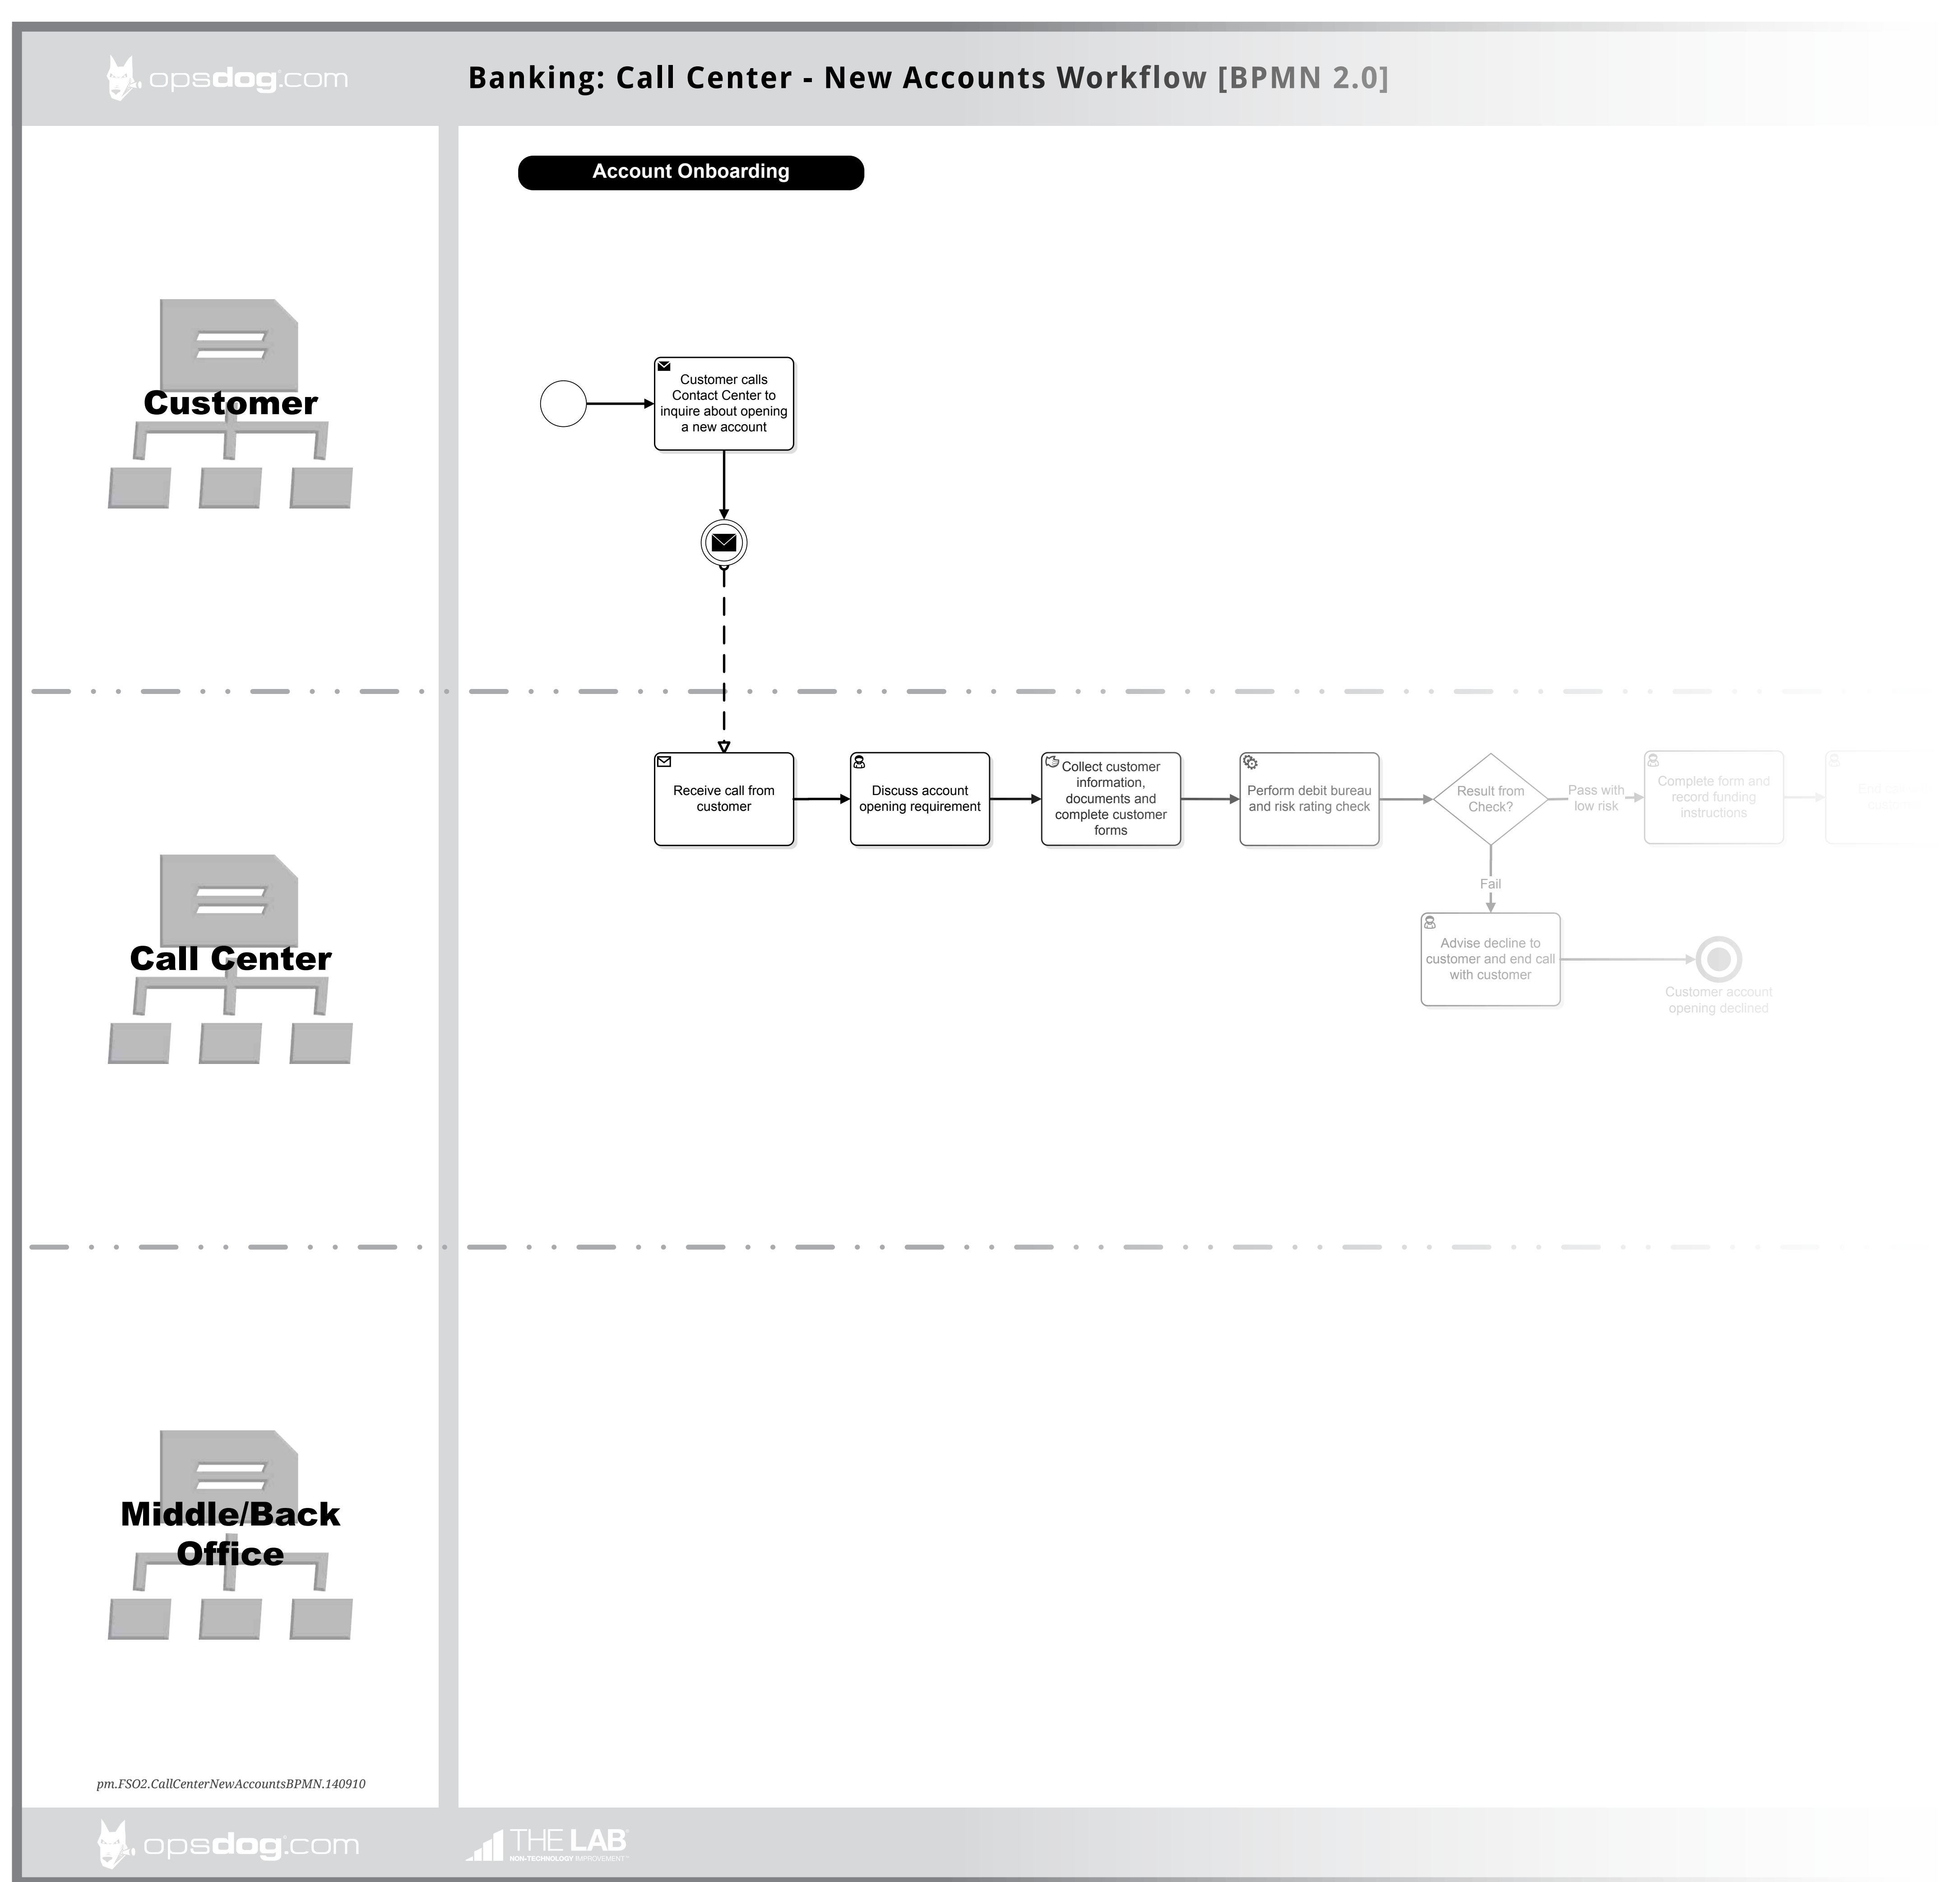 opsdog.com
Banking: Call Center - New Accounts Workflow [BPMN 2.0]
Account Onboarding
Customer
Customer calls
Contact Center to
inquire about opening
a new account
Call Center
Receive call from
customer
Discuss account
opening requirement
Collect customer
information,
documents and
complete customer
forms
Perform debit bureau
and risk rating check
Result from
Check?
Pass with
low risk
Complete form and
record funding
instructions
End
Fail
Advise decline to
customer and end call
with customer
Customer account
opening declined
Middle/Back
Office
pm.FSO2.CallCenterNewAccountsBPMN.140910
opsdog.com
THE LAB
NON-TECHNOLOGY IMPROVEMENT